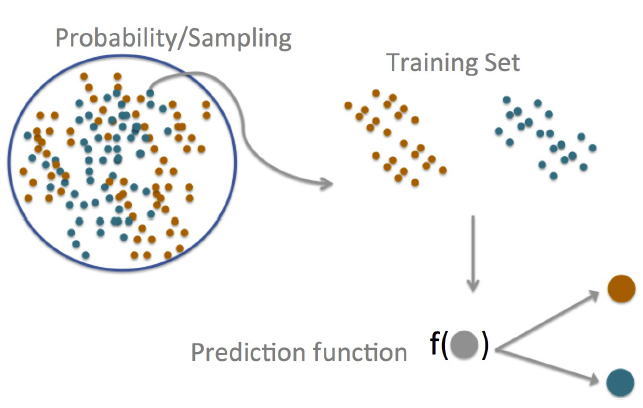 Probability/Sampling
Training Set
Prediction function
f( )